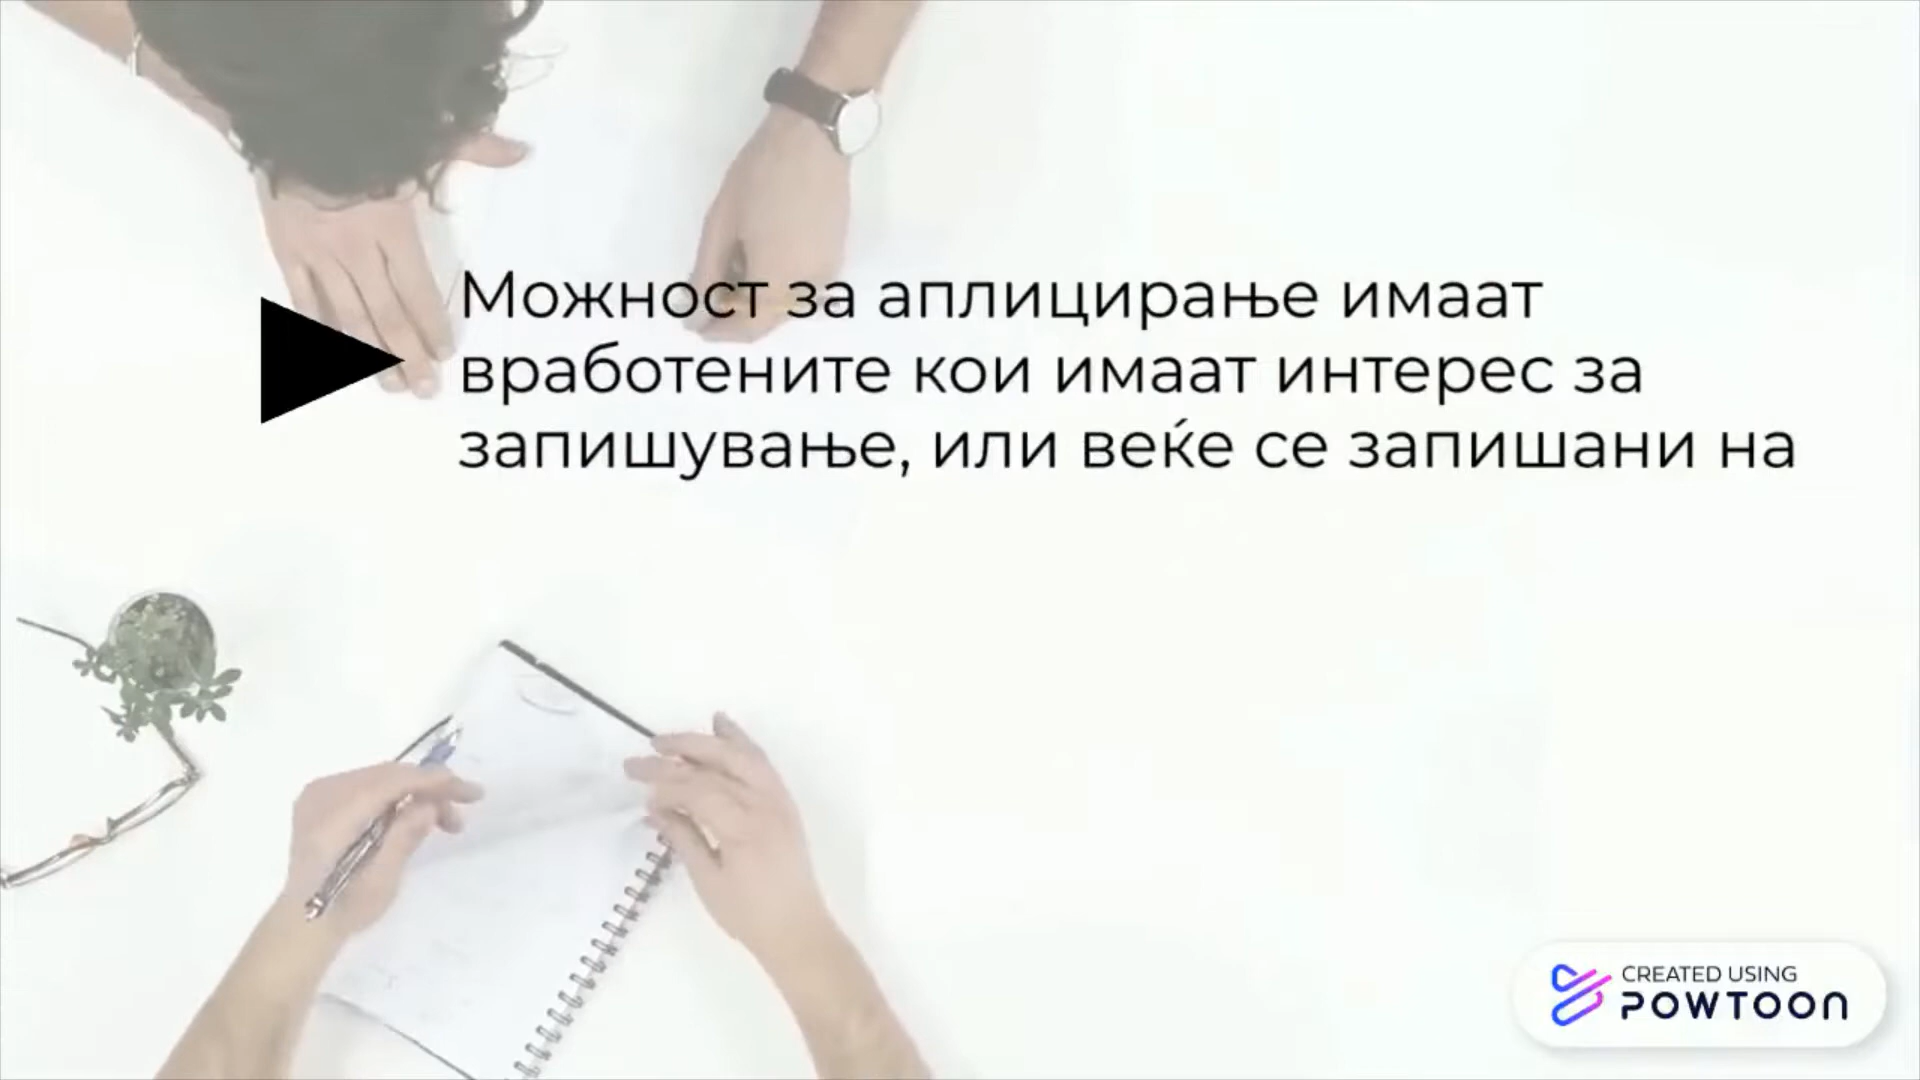 Можност за аплицирање имаат
вработените кои имаат интерес за
запишување, или веќе се запишани на
CREATED USING
POWTOON